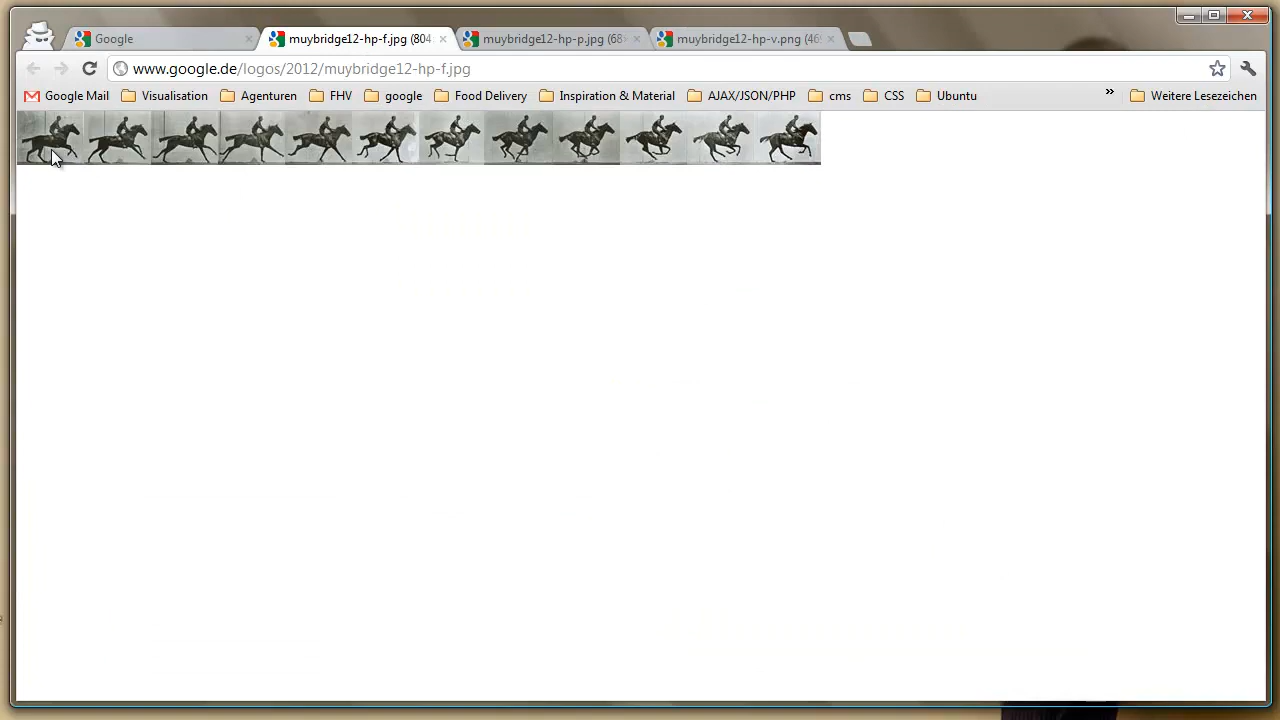 Google
muybridge12-hp-f.jpg (804
muybridge12-hp-p.jpg (68
muybridge12-hp-v.png (46
www.google.de/logos/2012/muybridge12-hp-f.jpg
Google Mail Visualisation Agenturen FHV google Food Delivery Inspiration & Material AJAX/JSON/PHP cms CSS Ubuntu » Weitere Lesezeichen